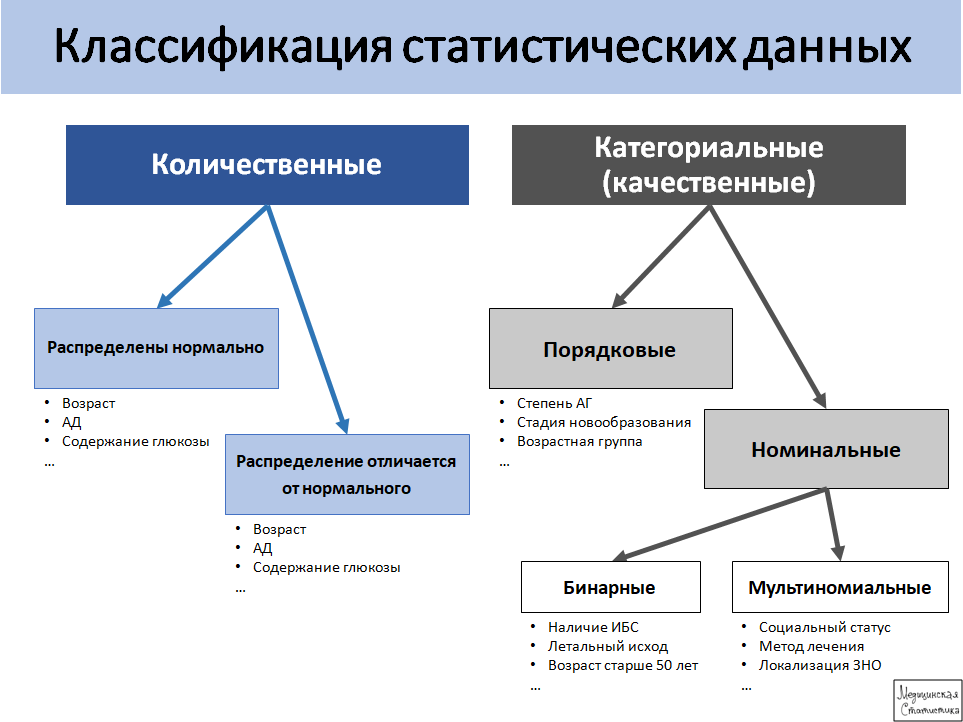 Классификация статистических данных
Количественные
Распределены нормально
• Возраст
• АД
• Содержание глюкозы
...
Распределение отличается
от нормального
• Возраст
• АД
• Содержание глюкозы
...
Категориальные
(качественные)
Порядковые
• Степень АГ
• Стадия новообразования
• Возрастная группа
...
Номинальные
Бинарные
• Наличие ИБС
• Летальный исход
• Возраст старше 50 лет
...
Мультиномиальные
• Социальный статус
• Метод лечения
• Локализация ЗНО
...
Медицинская
Статистика